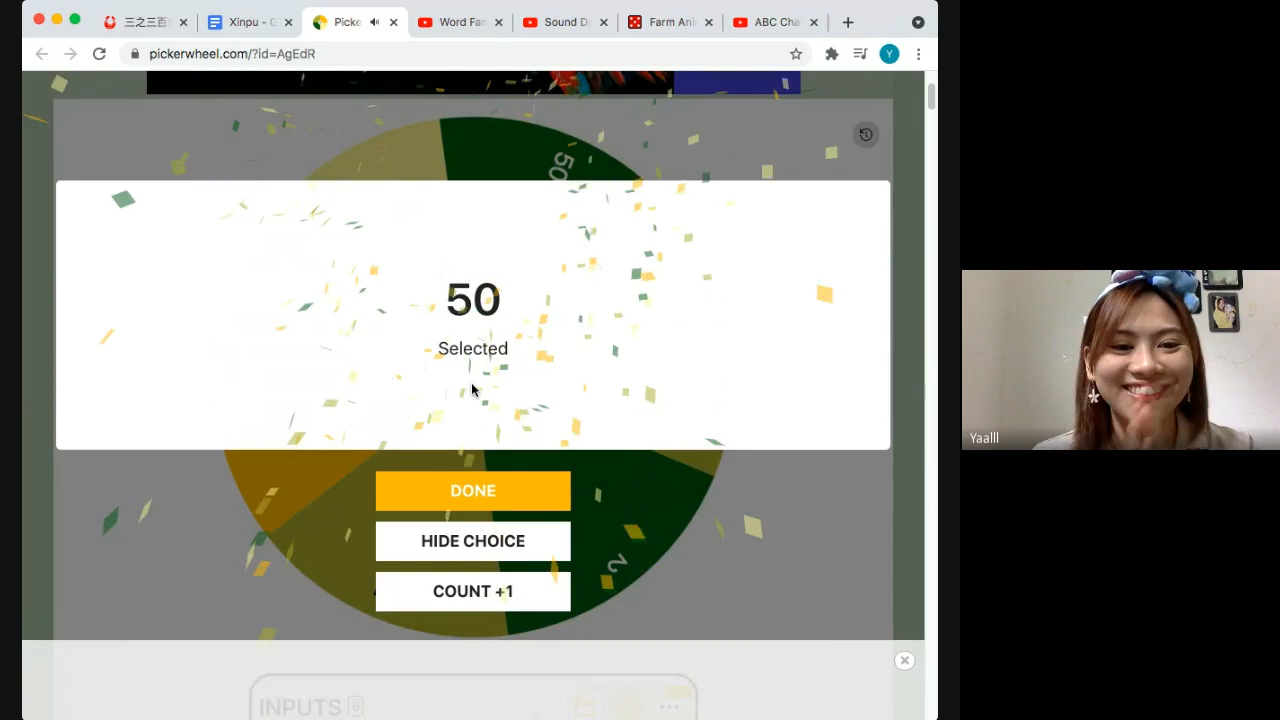 三之三百
Xinpu - G
Picke
Word Fan
Sound D
Farm Ani
ABC Cha
pickerwheel.com/?id=AgEdR
Y
50
50
Selected
DONE
HIDE CHOICE
2
COUNT +1
INPUTS 6
Yaalll